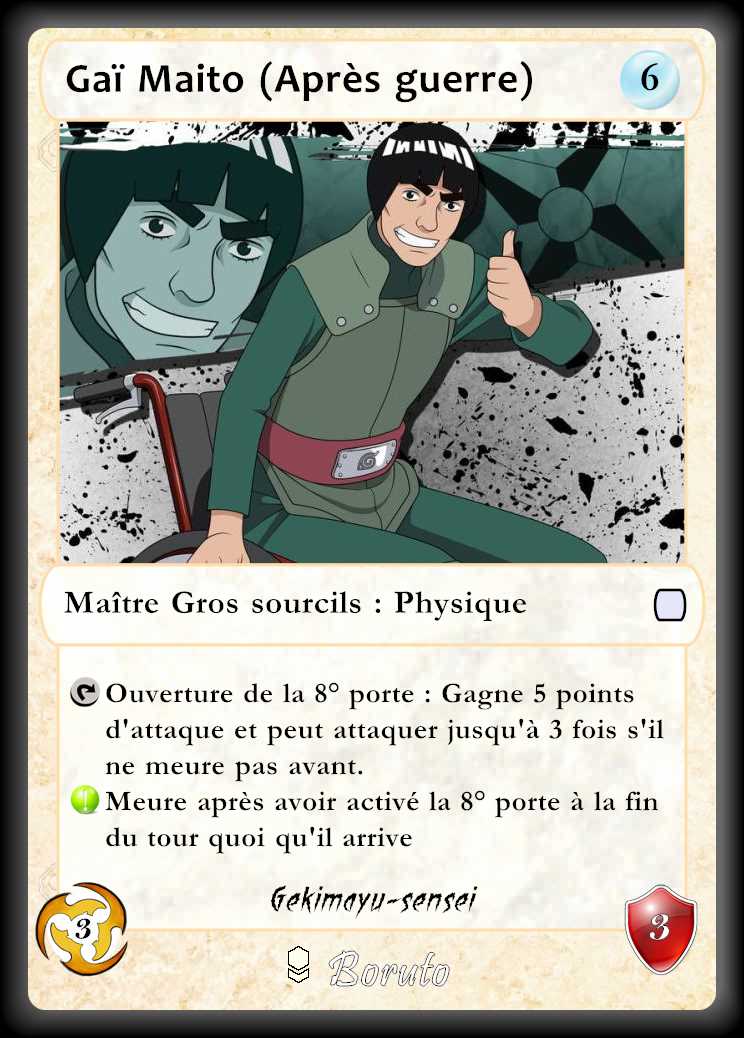 Gaï Maito (Après guerre)
6
Maître Gros sourcils : Physique
Ouverture de la 8° porte : Gagne 5 points
d'attaque et peut attaquer jusqu'à 3 fois s'il
ne meure pas avant.
Meure après avoir activé la 8° porte à la fin
du tour quoi qu'il arrive
Gekimayu-sensei
3
3
Boruto